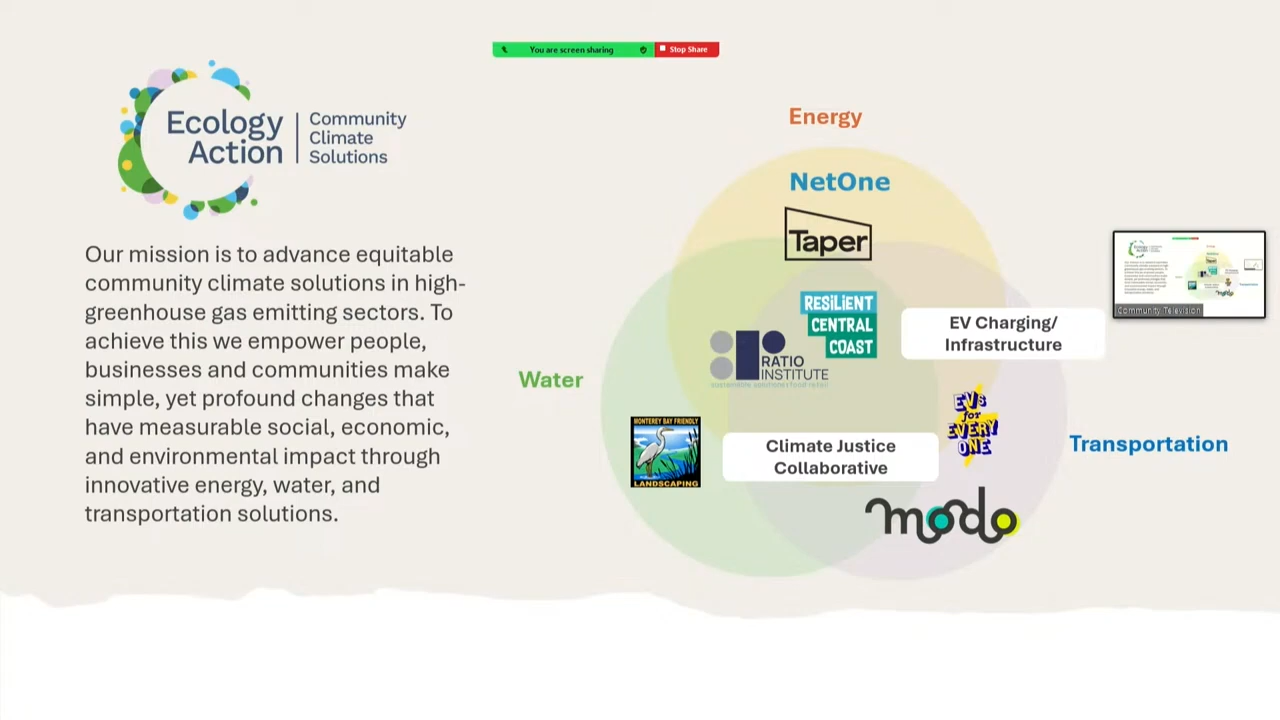 You are screen sharing
Stop Share
Ecology
Action
Community
Climate
Solutions
Our mission is to advance equitable
community climate solutions in high-
greenhouse gas emitting sectors. To
achieve this we empower people,
businesses and communities make
simple, yet profound changes that
have measurable social, economic,
and environmental impact through
innovative energy, water, and
transportation solutions.
Energy
NetOne
Taper
RESILIENT
CENTRAL
COAST
EV Charging/
Infrastructure
RATIO
INSTITUTE
Water
MONTEREY BAY FRIENDLY
LANDSCAPING
Climate Justice
Collaborative
EVs
for
EVERY
ONE
Transportation
modo
Community Television